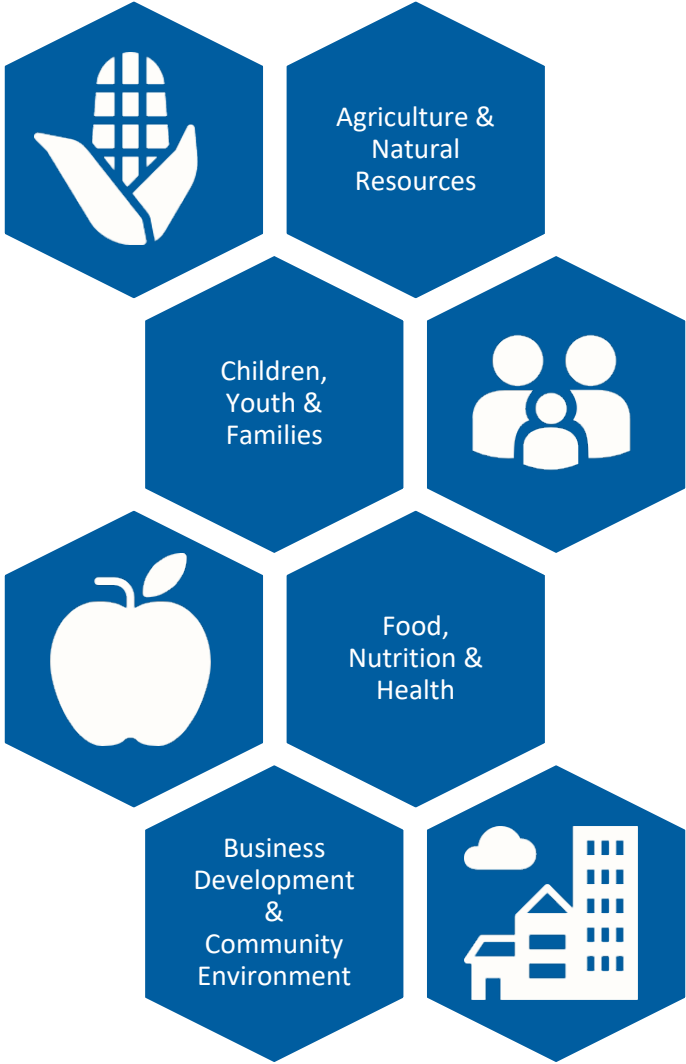 Agriculture &
Natural
Resources
Children,
Youth &
Families
Food,
Nutrition &
Health
Business
Development
&
Community
Environment